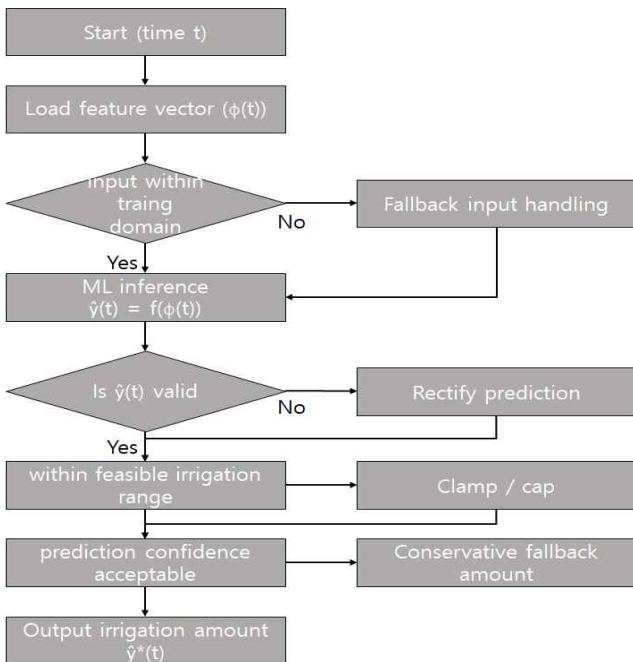 Start (time t)
Load feature vector (ϕ(t))
Input within
traing
domain
No
Fallback input handling
Yes
ML inference
ŷ(t) = f(ϕ(t))
Is ŷ(t) valid
No
Rectify prediction
Yes
within feasible irrigation
range
Clamp / cap
prediction confidence
acceptable
Conservative fallback
amount
Output irrigation amount
ŷ*(t)